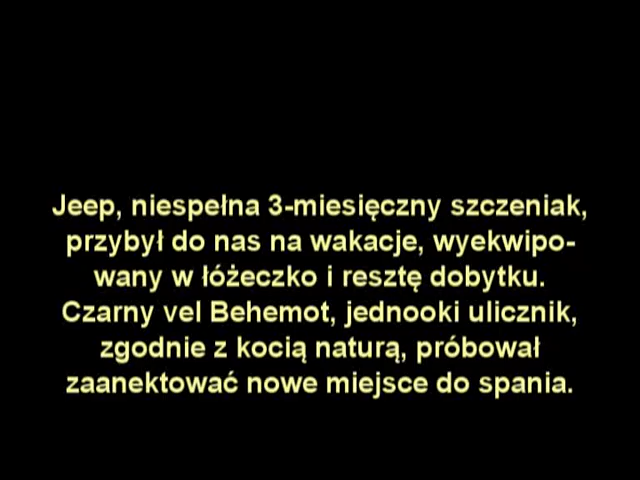 Jeep, niespełna 3-miesięczny szczeniak,
przybył do nas na wakacje, wyekwipo-
wany w łóżeczko i resztę dobytku.
Czarny vel Behemot, jednooki ulicznik,
zgodnie z kocią naturą, próbował
zaanektować nowe miejsce do spania.